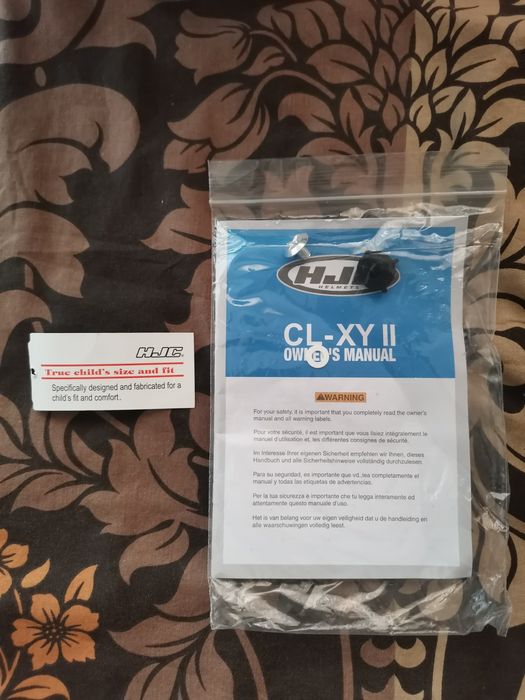 HJC
True child's size and fit
Specifically designed and fabricated for a
child's fit and comfort..
HJC
HELMETS
CL-XY II
OWNER'S MANUAL
WARNING
For your safety, it is important that you completely read the owner's
manual and all warning labels.
Pour votre sécurité, il est important que vous lisiez intégralement le
manuel d'utilisation et, les différentes consignes de sécurité.
Im Interesse Ihrer eigenen Sicherheit empfehlen wir Ihnen, dieses
Handbuch und alle Sicherheitshinweise vollständig durchzulesen.
Para su seguridad, es importante que vd. lea completamente el
manual y todas las etiquetas de advertencias.
Per la tua sicurezza e importante che tu legga interamente ed
attentamente questo manuale d'uso.
Het is van belang voor uw eigen veiligheid dat u de handleiding en
alle waarschuwingen volledig leest.